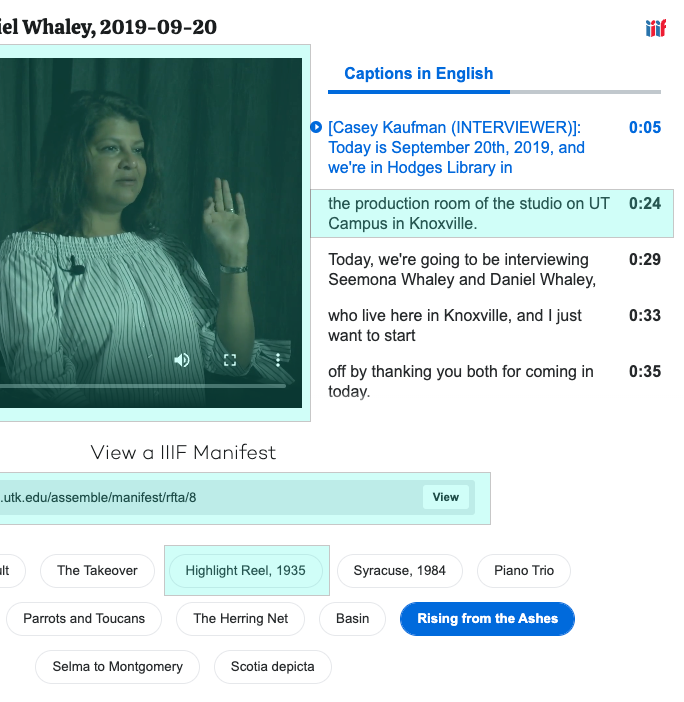 iel Whaley, 2019-09-20
iiif
Captions in English
[Casey Kaufman (INTERVIEWER)]: 0:05
Today is September 20th, 2019, and
we're in Hodges Library in
the production room of the studio on UT 0:24
Campus in Knoxville.
Today, we're going to be interviewing 0:29
Seemona Whaley and Daniel Whaley,
who live here in Knoxville, and I just 0:33
want to start
off by thanking you both for coming in 0:35
today.
View a IIIF Manifest
.utk.edu/assemble/manifest/rfta/8 View
ult The Takeover Highlight Reel, 1935 Syracuse, 1984 Piano Trio
Parrots and Toucans The Herring Net Basin Rising from the Ashes
Selma to Montgomery Scotia depicta